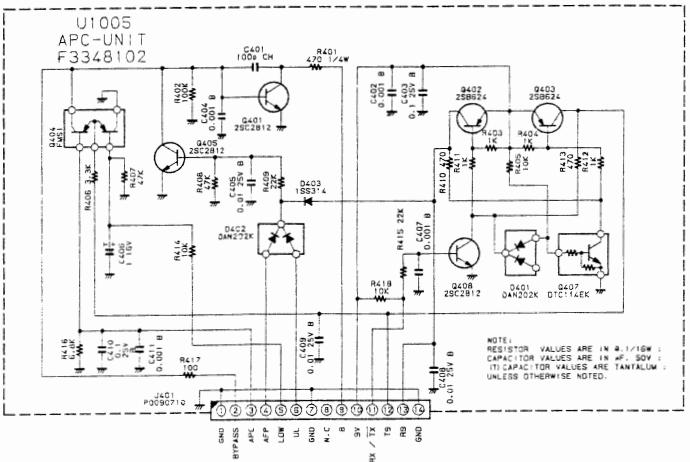 U1005
APC-UNIT
F3348102
C401
100p CH
R401
470 1/4W
R402
100K
C404
0.001 B
Q401
2SC2812
Q404
FMS1
Q405
2SC2812
R406 3.3K
R407
47K
R408
47K
C405
0.01 25V B
R409
22K
D403
1SS314
C402
0.001 B
C403
0.1 25V B
Q402
2SB624
Q403
2SB624
R403
1K
R404
1K
R410 470
R411
1K
R405
10K
R413
470
R412
1K
C406
1 16V
R414
10K
D402
DAN202K
R415 22K
C407
0.001 B
Q408
2SC2812
D401
DAN202K
Q407
DTC114EK
R418
10K
R416
6.8K
C410
0.1
25V
C411
0.001 B
R417
100
C409
0.01 25V B
C408
0.01 25V B
NOTE:
RESISTOR VALUES ARE IN 0.1/16W ;
CAPACITOR VALUES ARE IN µF. 50V ;
(T) CAPACITOR VALUES ARE TANTALUM ;
UNLESS OTHERWISE NOTED.
J401
P0090710
1 2 3 4 5 6 7 8 9 10 11 12 13 14
GND
BYPASS
APC
AFP
LOW
UL
GND
N.C
B
9V
RX / TX
T9
R9
GND